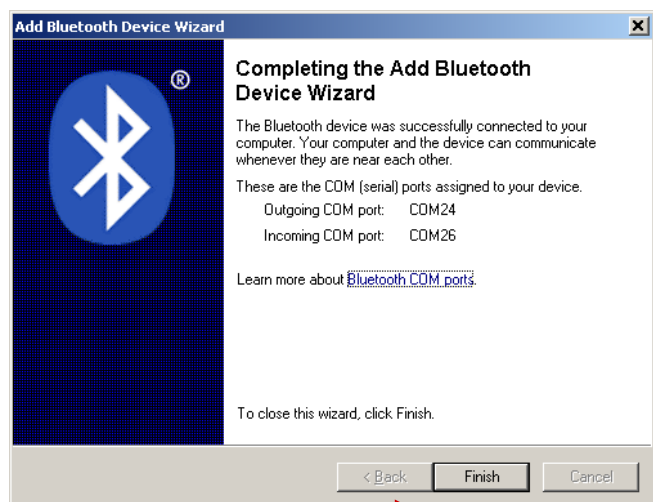 Add Bluetooth Device Wizard
®
Completing the Add Bluetooth
Device Wizard
The Bluetooth device was successfully connected to your
computer. Your computer and the device can communicate
whenever they are near each other.
These are the COM (serial) ports assigned to your device.
Outgoing COM port: COM24
Incoming COM port: COM26
Learn more about Bluetooth COM ports.
To close this wizard, click Finish.
< Back Finish Cancel